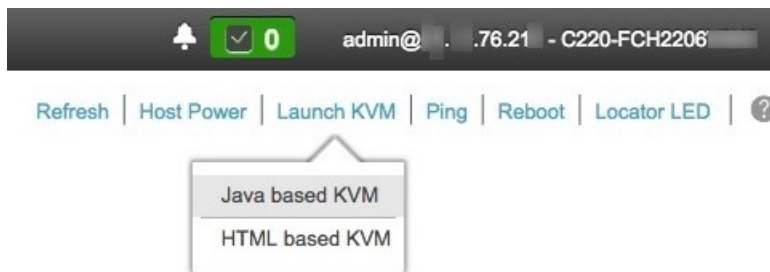 0 admin@ . .76.21 - C220-FCH2206
Refresh | Host Power | Launch KVM | Ping | Reboot | Locator LED | ?
Java based KVM
HTML based KVM